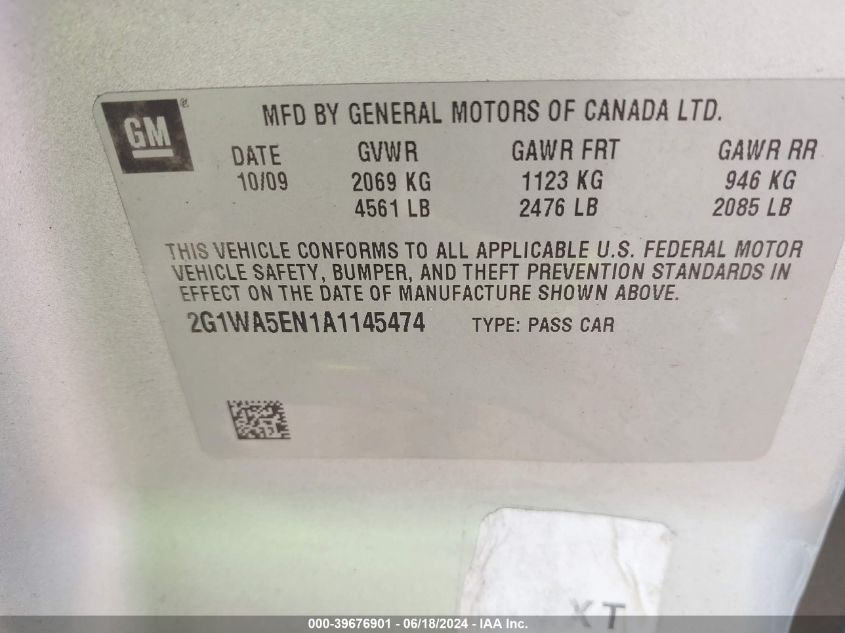 GM®
MFD BY GENERAL MOTORS OF CANADA LTD.
DATE GVWR GAWR FRT GAWR RR
10/09 2069 KG 1123 KG 946 KG
4561 LB 2476 LB 2085 LB
THIS VEHICLE CONFORMS TO ALL APPLICABLE U.S. FEDERAL MOTOR
VEHICLE SAFETY, BUMPER, AND THEFT PREVENTION STANDARDS IN
EFFECT ON THE DATE OF MANUFACTURE SHOWN ABOVE.
2G1WA5EN1A1145474 TYPE: PASS CAR
XT
000-39676901 - 06/18/2024 - IAA Inc.